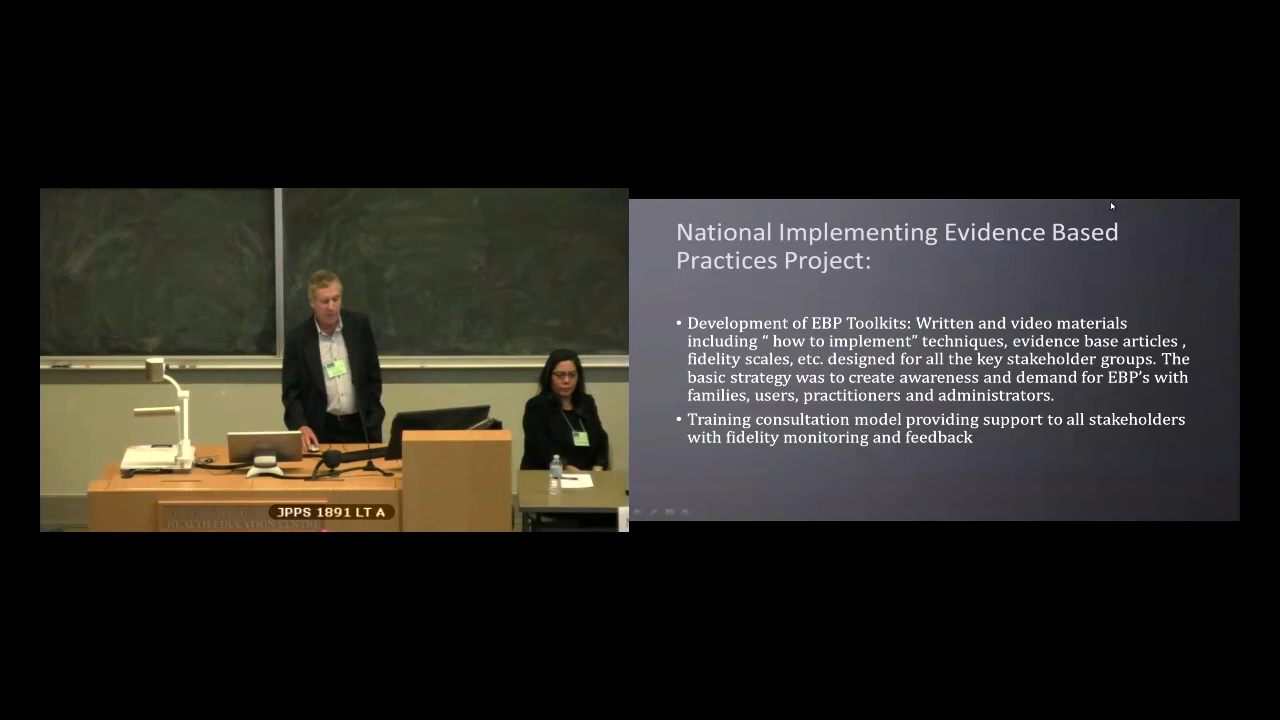 National Implementing Evidence Based
Practices Project:
• Development of EBP Toolkits: Written and video materials
including “ how to implement” techniques, evidence base articles ,
fidelity scales, etc. designed for all the key stakeholder groups. The
basic strategy was to create awareness and demand for EBP’s with
families, users, practitioners and administrators.
• Training consultation model providing support to all stakeholders
with fidelity monitoring and feedback
JPPS 1891 LT A
HEALTH EDUCATION CENTRE